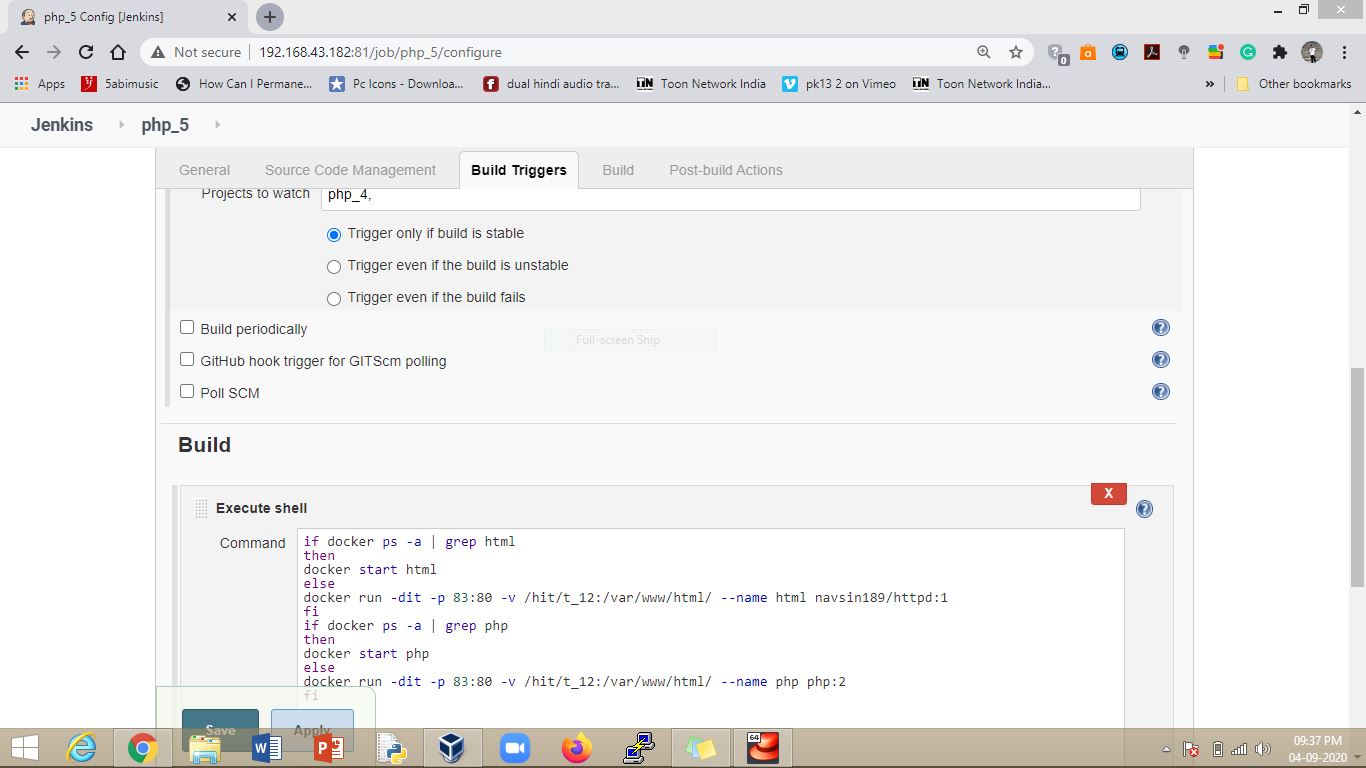 php_5 Config [Jenkins]
Not secure | 192.168.43.182:81/job/php_5/configure
Apps 5abimusic How Can I Permane... Pc Icons - Downloa... dual hindi audio tra... Toon Network India pk13 2 on Vimeo Toon Network India... » Other bookmarks
Jenkins php_5
General Source Code Management Build Triggers Build Post-build Actions
Projects to watch php_4,
Trigger only if build is stable
Trigger even if the build is unstable
Trigger even if the build fails
Build periodically
Full-screen Snip
GitHub hook trigger for GITScm polling
Poll SCM
Build
X
Execute shell
Command
if docker ps -a | grep html
then
docker start html
else
docker run -dit -p 83:80 -v /hit/t_12:/var/www/html/ --name html navsin189/httpd:1
fi
if docker ps -a | grep php
then
docker start php
else
docker run -dit -p 83:80 -v /hit/t_12:/var/www/html/ --name php php:2
fi
Save Apply
09:37 PM
04-09-2020